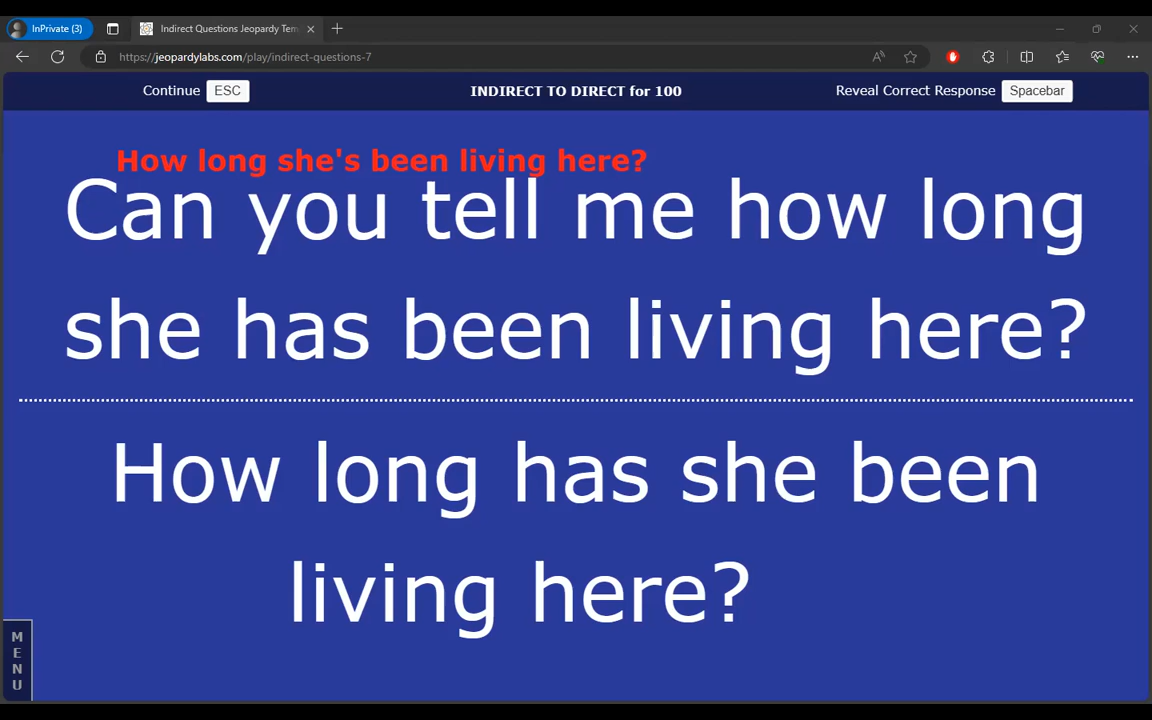 InPrivate (3)
Indirect Questions Jeopardy Tem
https://jeopardylabs.com/play/indirect-questions-7
Continue ESC
INDIRECT TO DIRECT for 100
Reveal Correct Response Spacebar
How long she's been living here?
Can you tell me how long
she has been living here?
How long has she been
living here?
MENU